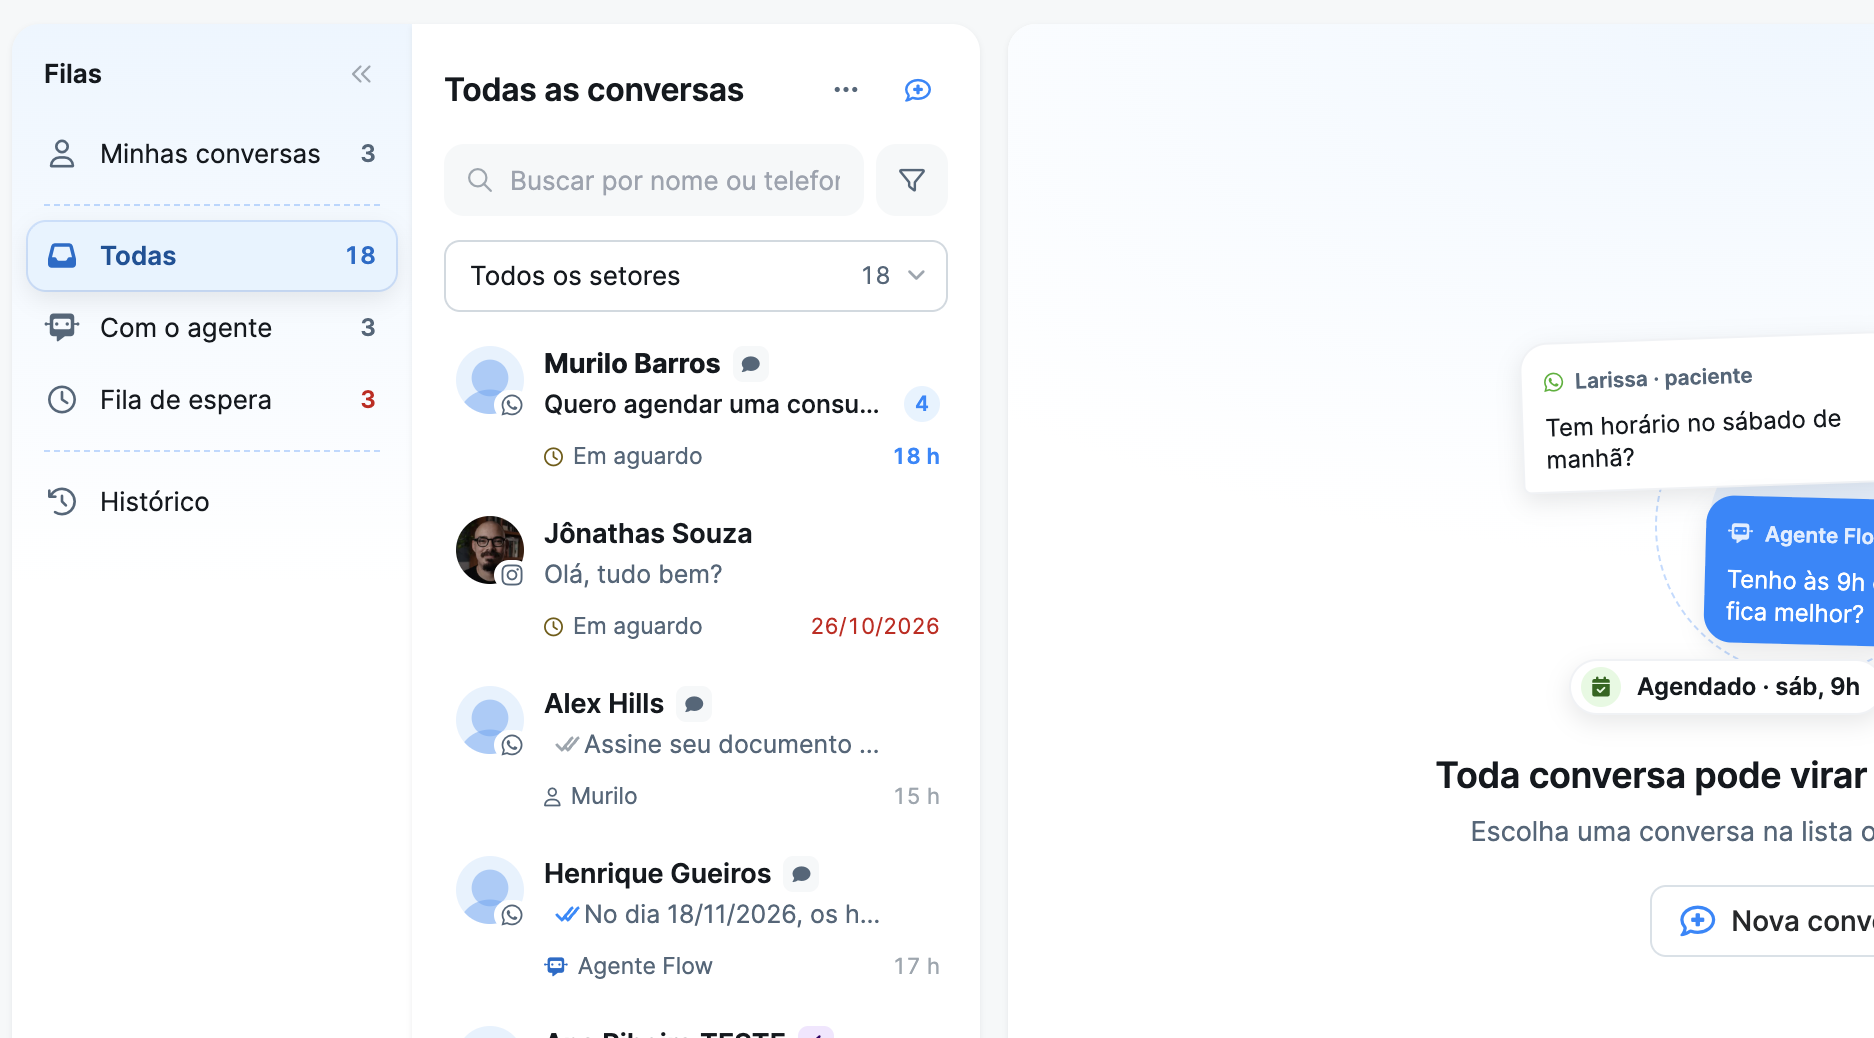 Filas
Minhas conversas 3
Todas 18
Com o agente 3
Fila de espera 3
Histórico
Todas as conversas
Buscar por nome ou telefor
Todos os setores 18
Murilo Barros
Quero agendar uma consu... 4
Em aguardo 18 h
Jônathas Souza
Olá, tudo bem?
Em aguardo 26/10/2026
Alex Hills
Assine seu documento ...
Murilo 15 h
Henrique Gueiros
No dia 18/11/2026, os h...
Agente Flow 17 h
Larissa · paciente
Tem horário no sábado de
manhã?
Agente Flo
Tenho às 9h
fica melhor?
Agendado · sáb, 9h
Toda conversa pode virar
Escolha uma conversa na lista o
Nova conv